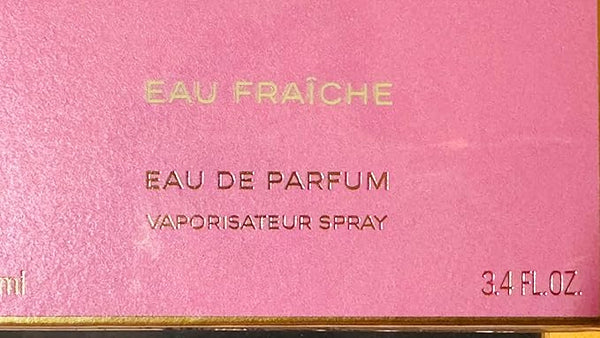 EAU FRAÎCHE
EAU DE PARFUM
VAPORISATEUR SPRAY
ml 3.4 FL.OZ.